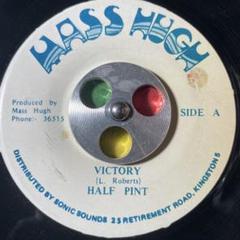 MASS HUGH
Produced by
Mass Hugh
Phone:- 36515
SIDE A
VICTORY
(L. Roberts)
HALF PINT
DISTRIBUTED BY SONIC SOUNDS 25 RETIREMENT ROAD, KINGSTON 5